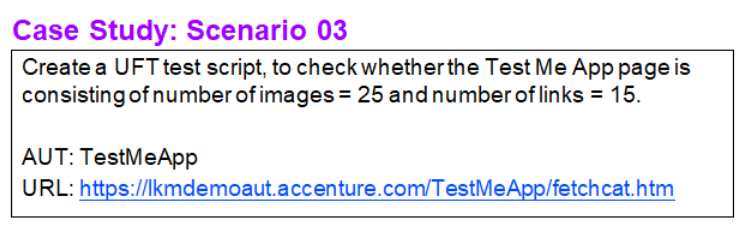 Case Study: Scenario 03
Create a UFT test script, to check whether the Test Me App page is
consisting of number of images = 25 and number of links = 15.
AUT: TestMeApp
URL: https://lkmdemoaut.accenture.com/TestMeApp/fetchcat.htm